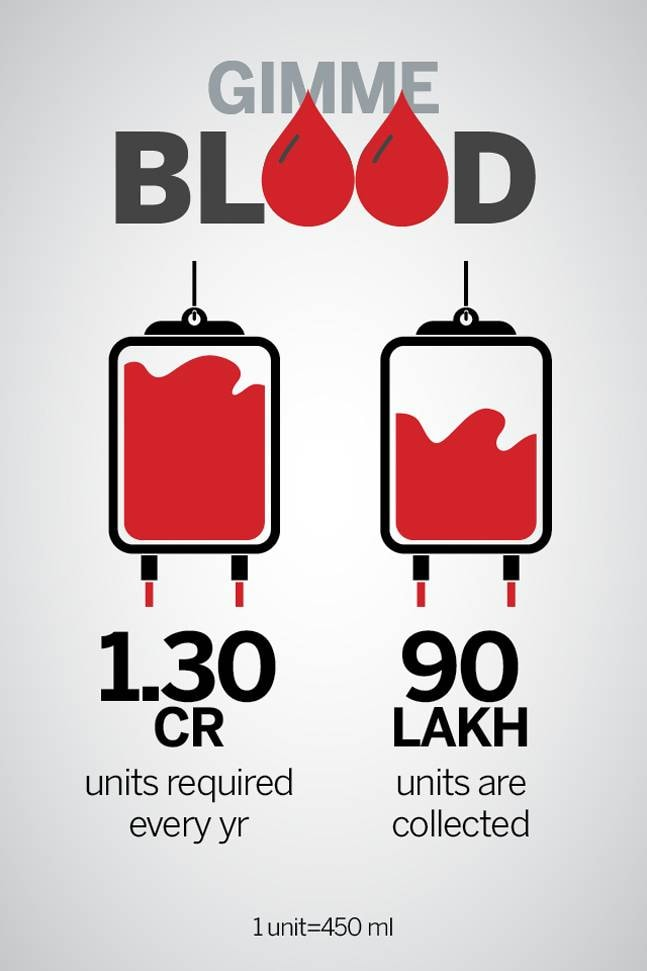 GIMME
BLOOD
1.30
CR
units required
every yr
90
LAKH
units are
collected
1 unit=450 ml